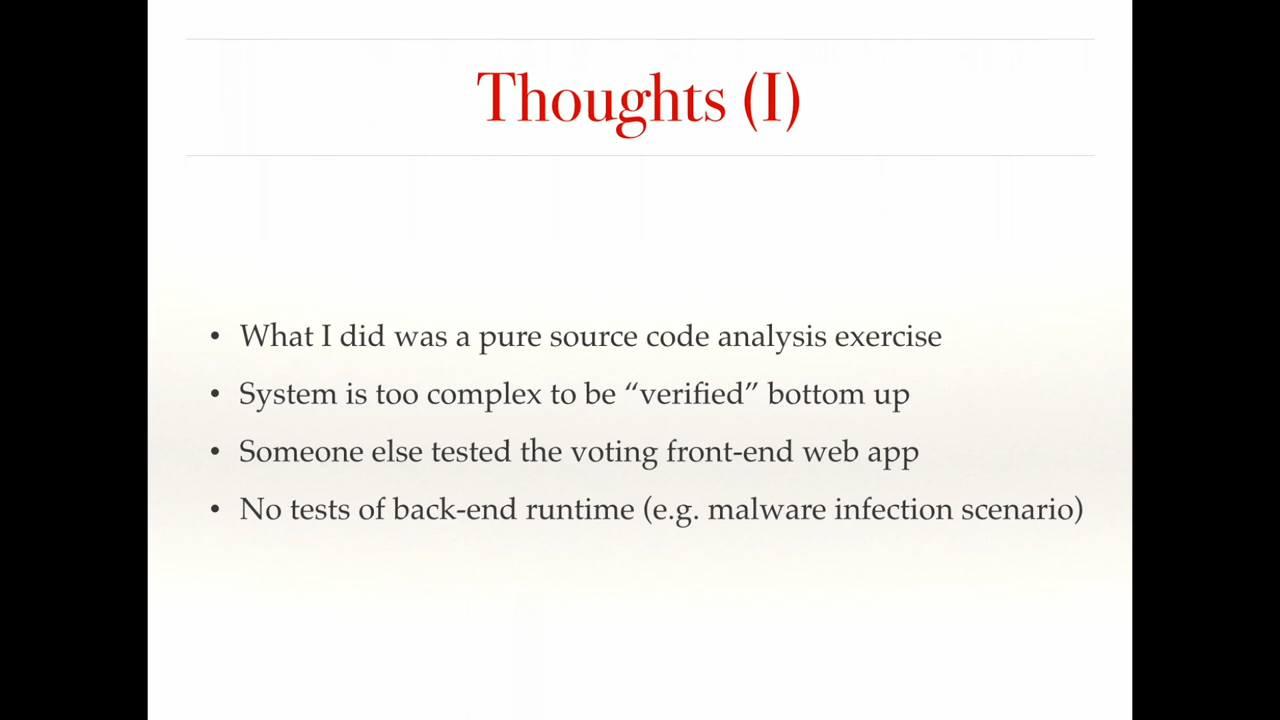 Thoughts (I)
• What I did was a pure source code analysis exercise
• System is too complex to be “verified” bottom up
• Someone else tested the voting front-end web app
• No tests of back-end runtime (e.g. malware infection scenario)